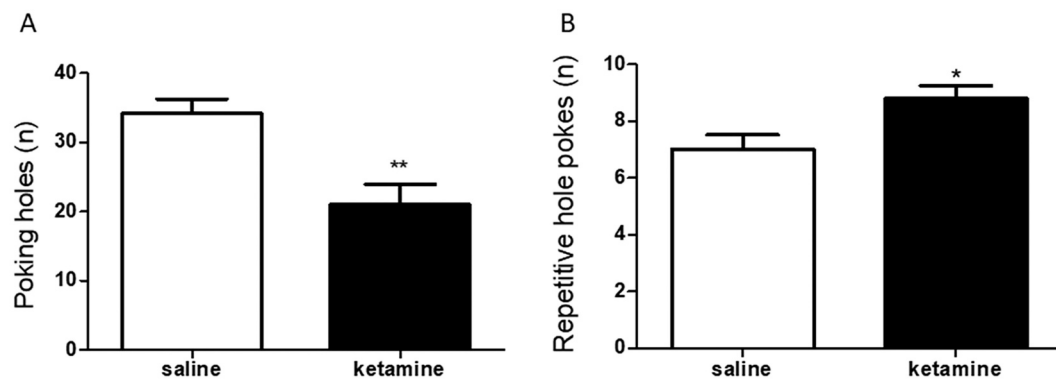 A
Poking holes (n)
40
30
20
10
0
**
saline
ketamine
B
Repetitive hole pokes (n)
10
8
6
4
2
0
*
saline
ketamine